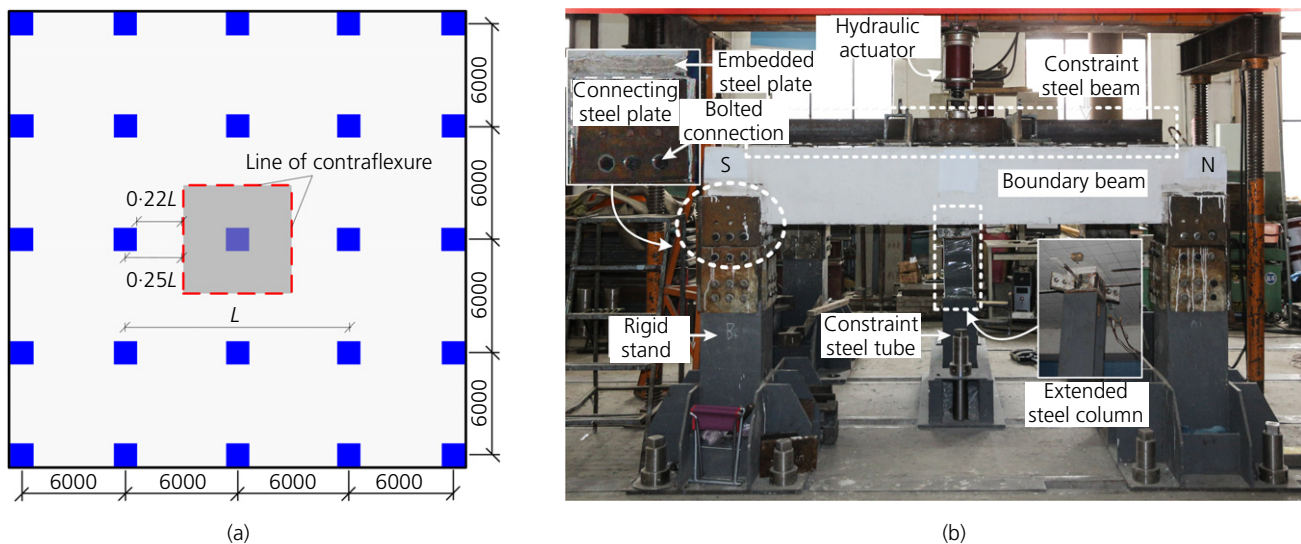 6000
6000
6000
6000
Line of contraflexure
0·22L
0·25L
L
6000
6000
6000
6000
(a)
Hydraulic
actuator
Embedded
steel plate
Connecting
steel plate
Bolted
connection
Constraint
steel beam
S
N
Boundary beam
Rigid
stand
Constraint
steel tube
Extended
steel column
(b)